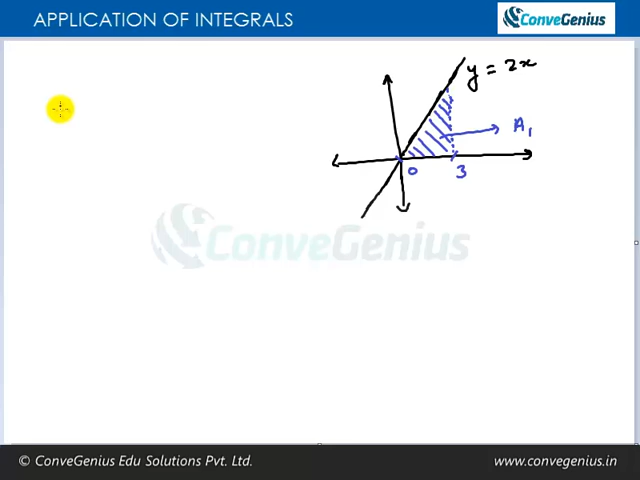 APPLICATION OF INTEGRALS
ConveGenius
y = 2x
A1
0
3
ConveGenius
© ConveGenius Edu Solutions Pvt. Ltd.
www.convegenius.in